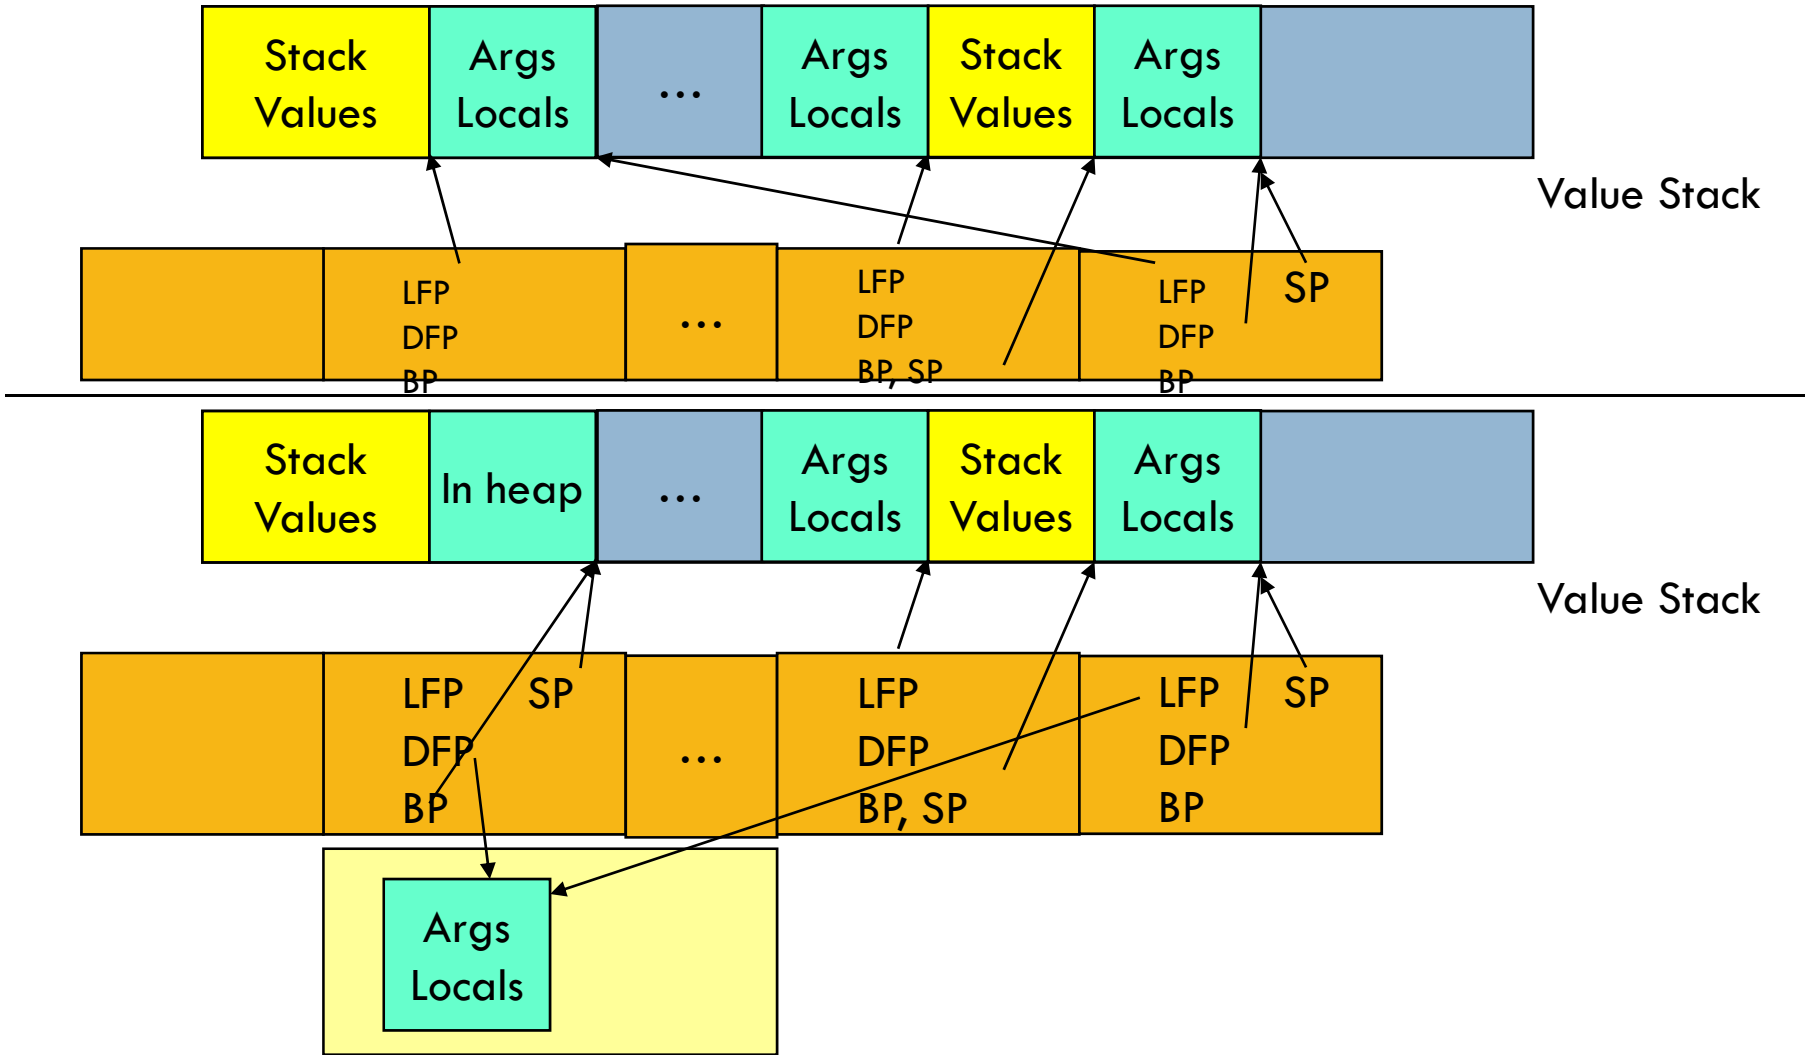 Stack
Values
Args
Locals
...
Args
Locals
Stack
Values
Args
Locals
Value Stack
LFP
DFP
BP
...
LFP
DFP
BP, SP
LFP
DFP
BP
SP
Stack
Values
In heap
...
Args
Locals
Stack
Values
Args
Locals
Value Stack
LFP SP
DFP
BP
...
LFP
DFP
BP, SP
LFP SP
DFP
BP
Args
Locals